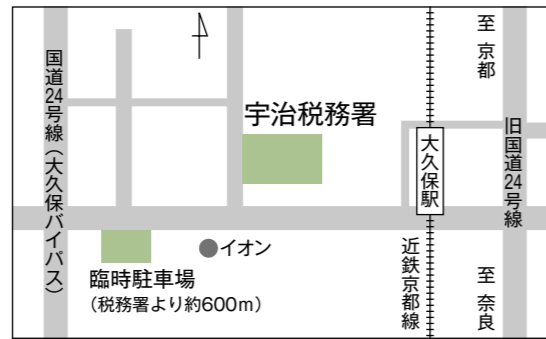 国道24号線（大久保バイパス）
宇治税務署
大久保駅
近鉄京都線
至 京都
旧国道24号線
至 奈良
イオン
臨時駐車場
（税務署より約600m）